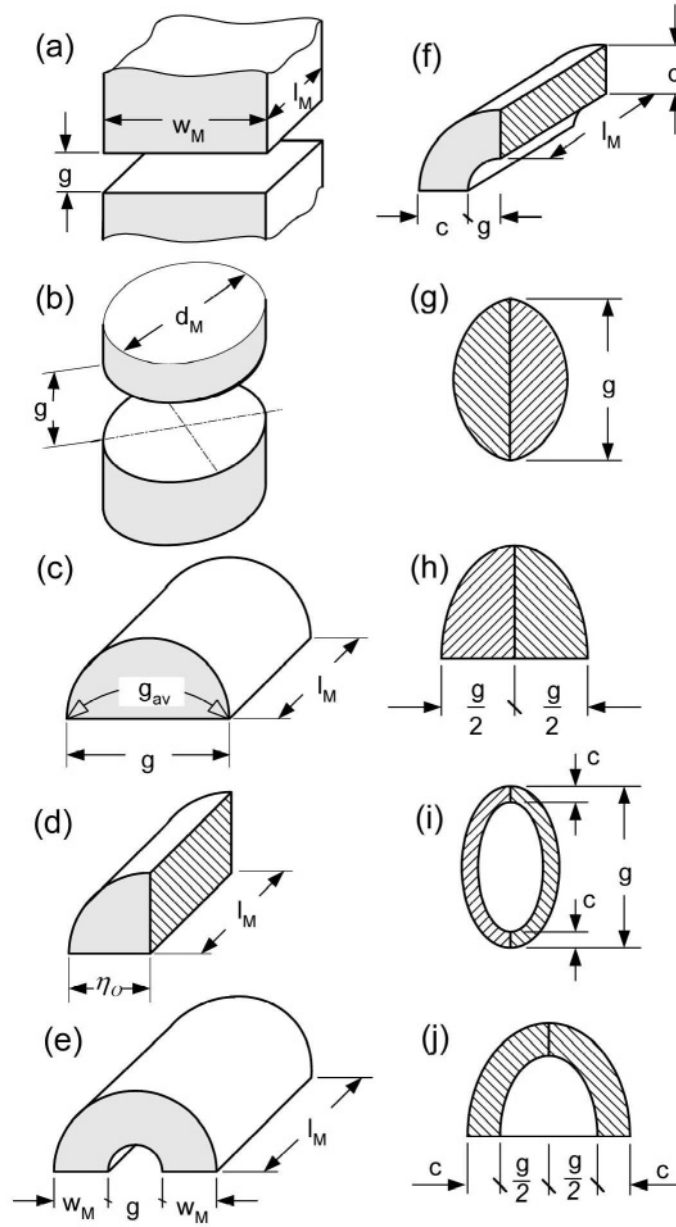 (a)
l_M
w_M
g
(b)
d_M
g
(c)
g_av
l_M
g
(d)
l_M
η_O
(e)
l_M
w_M g w_M
(f)
c
l_M
c g
(g)
g
(h)
g/2 g/2
(i)
c
g
c
(j)
c g/2 g/2 c